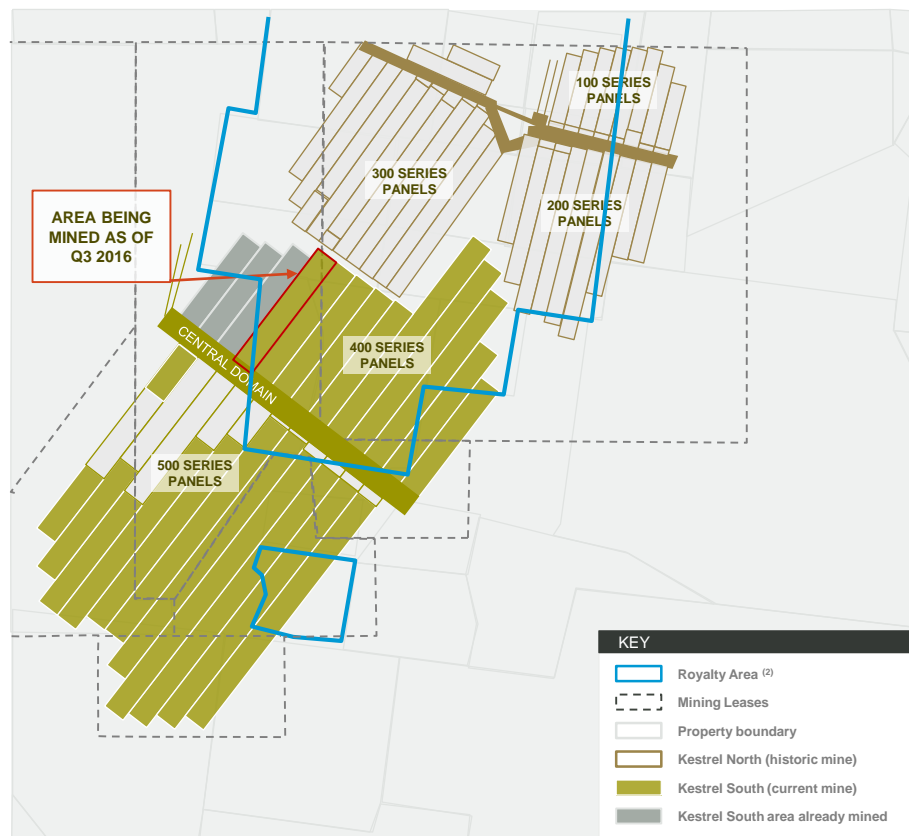 100 SERIES
PANELS
300 SERIES
PANELS
200 SERIES
PANELS
AREA BEING
MINED AS OF
Q3 2016
CENTRAL DOMAIN
400 SERIES
PANELS
500 SERIES
PANELS
KEY
Royalty Area (2)
Mining Leases
Property boundary
Kestrel North (historic mine)
Kestrel South (current mine)
Kestrel South area already mined